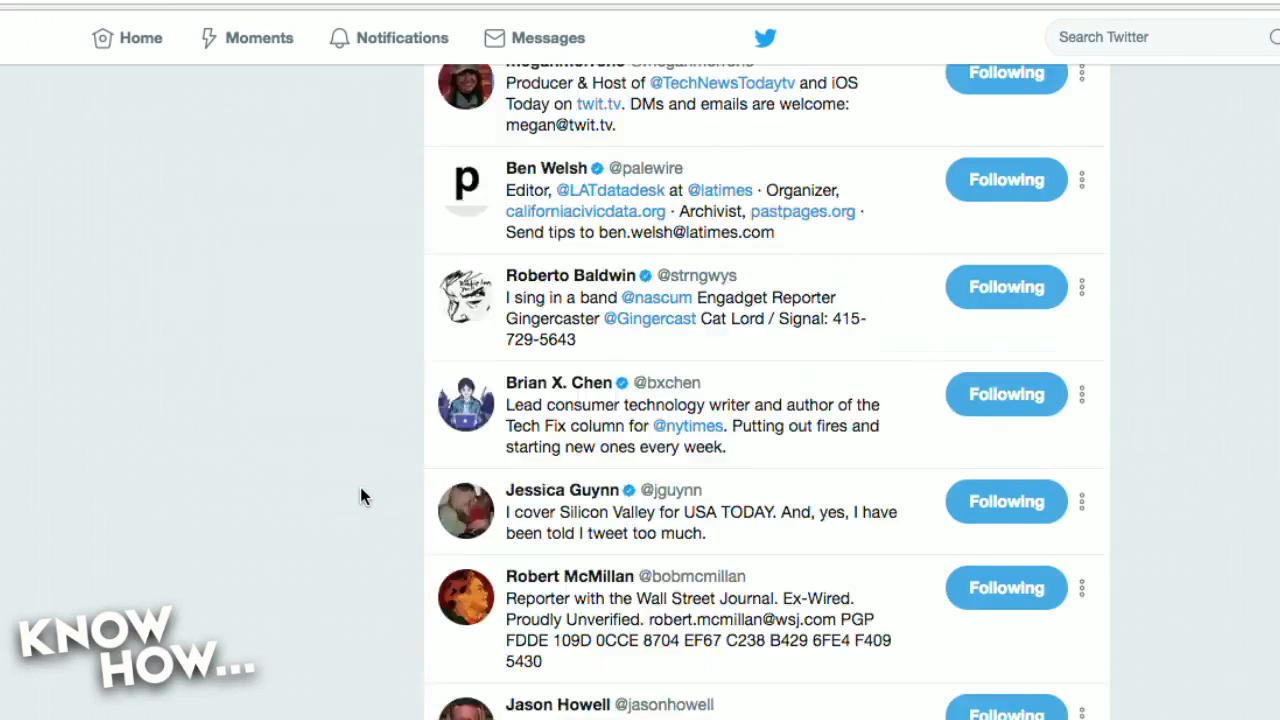 Home Moments Notifications Messages Search Twitter
Producer & Host of @TechNewsTodaytv and iOS
Today on twit.tv. DMs and emails are welcome:
megan@twit.tv.
Following
p
Ben Welsh @palewire
Editor, @LATdatadesk at @latimes · Organizer,
californiacivicdata.org · Archivist, pastpages.org ·
Send tips to ben.welsh@latimes.com
Following
Roberto Baldwin @strngwys
I sing in a band @nascum Engadget Reporter
Gingercaster @Gingercast Cat Lord / Signal: 415-
729-5643
Following
Brian X. Chen @bxchen
Lead consumer technology writer and author of the
Tech Fix column for @nytimes. Putting out fires and
starting new ones every week.
Following
Jessica Guynn @jguynn
I cover Silicon Valley for USA TODAY. And, yes, I have
been told I tweet too much.
Following
Robert McMillan @bobmcmillan
Reporter with the Wall Street Journal. Ex-Wired.
Proudly Unverified. robert.mcmillan@wsj.com PGP
FDDE 109D 0CCE 8704 EF67 C238 B429 6FE4 F409
5430
Following
Jason Howell @jasonhowell
Following
KNOW
HOW...